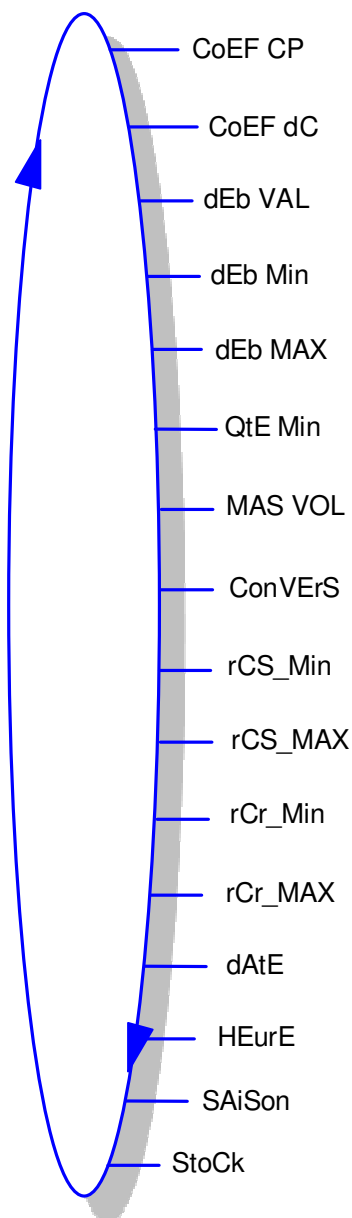 CoEF CP
CoEF dC
dEb VAL
dEb Min
dEb MAX
QtE Min
MAS VOL
ConVErS
rCS_Min
rCS_MAX
rCr_Min
rCr_MAX
dAtE
HEurE
SAiSon
StoCk